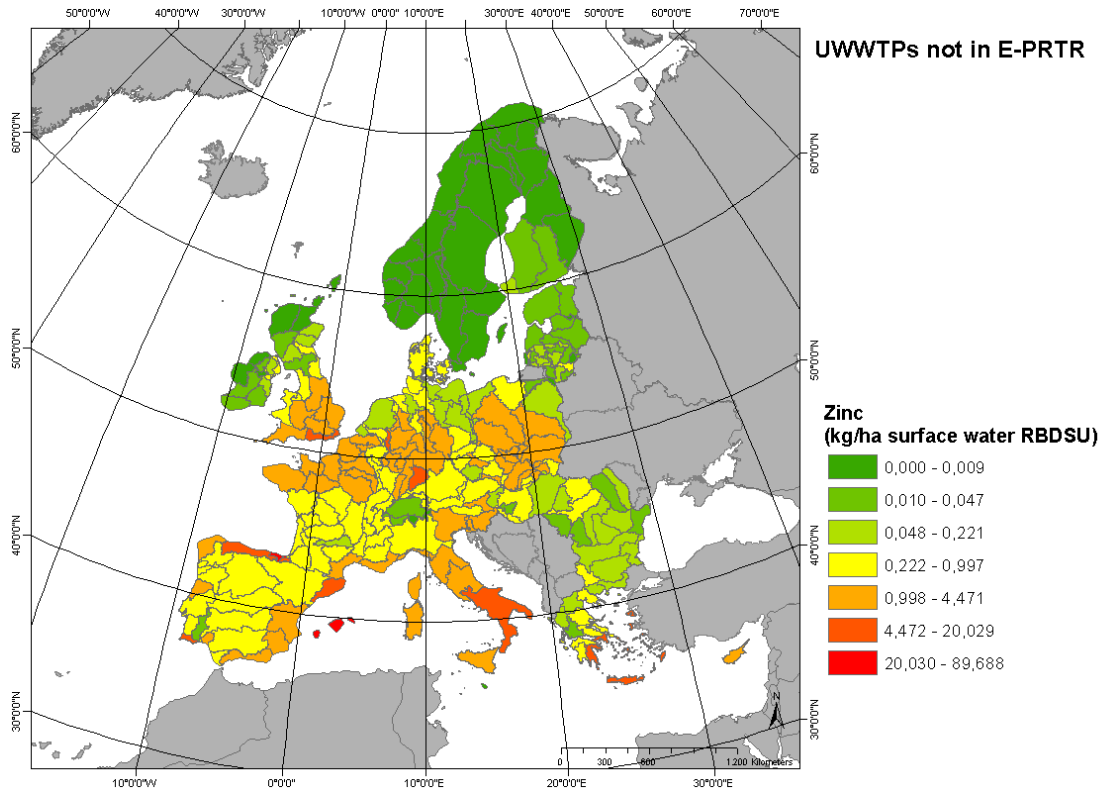 50°0'0"W 40°0'0"W 30°0'0"W 10°0'0"W 0°0'0" 10°0'0"E 30°0'0"E 40°0'0"E 50°0'0"E 60°0'0"E 70°0'0"E
UWWTPs not in E-PRTR
60°0'0"N
60°0'0"N
50°0'0"N
50°0'0"N
40°0'0"N
40°0'0"N
30°0'0"N
30°0'0"N
Zinc
(kg/ha surface water RBDSU)
0,000 - 0,009
0,010 - 0,047
0,048 - 0,221
0,222 - 0,997
0,998 - 4,471
4,472 - 20,029
20,030 - 89,688
N
0 300 600 1 200 Kilometers
10°0'0"W 0°0'0" 10°0'0"E 20°0'0"E 30°0'0"E